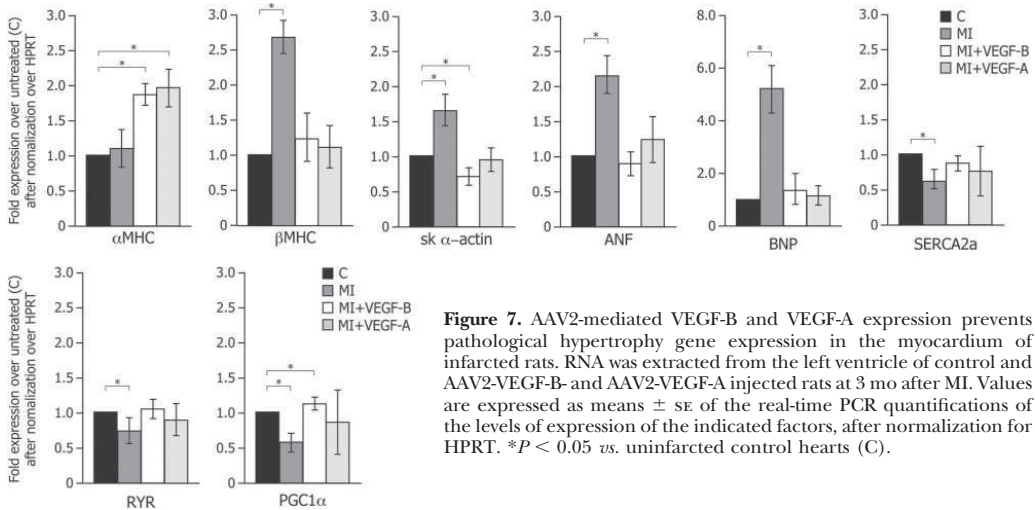 Fold expression over untreated (C)
after nomalization over HPRT
3.0
2.5
2.0
1.5
1.0
0.5
0
*
*
αMHC
3.0
2.5
2.0
1.5
1.0
0.5
0
*
βMHC
3.0
2.5
2.0
1.5
1.0
0.5
0
*
*
sk α-actin
3.0
2.5
2.0
1.5
1.0
0.5
0
*
ANF
8.0
6.0
4.0
2.0
0
*
BNP
3.0
2.5
2.0
1.5
1.0
0.5
0
*
SERCA2a
C
MI
MI+VEGF-B
MI+VEGF-A
Fold expression over untreated (C)
after nomalization over HPRT
3.0
2.5
2.0
1.5
1.0
0.5
0
*
RYR
3.0
2.5
2.0
1.5
1.0
0.5
0
*
*
PGC1α
C
MI
MI+VEGF-B
MI+VEGF-A
Figure 7. AAV2-mediated VEGF-B and VEGF-A expression prevents
pathological hypertrophy gene expression in the myocardium of
infarcted rats. RNA was extracted from the left ventricle of control and
AAV2-VEGF-B- and AAV2-VEGF-A injected rats at 3 mo after MI. Values
are expressed as means ± SE of the real-time PCR quantifications of
the levels of expression of the indicated factors, after normalization for
HPRT. *P < 0.05 vs. uninfarcted control hearts (C).